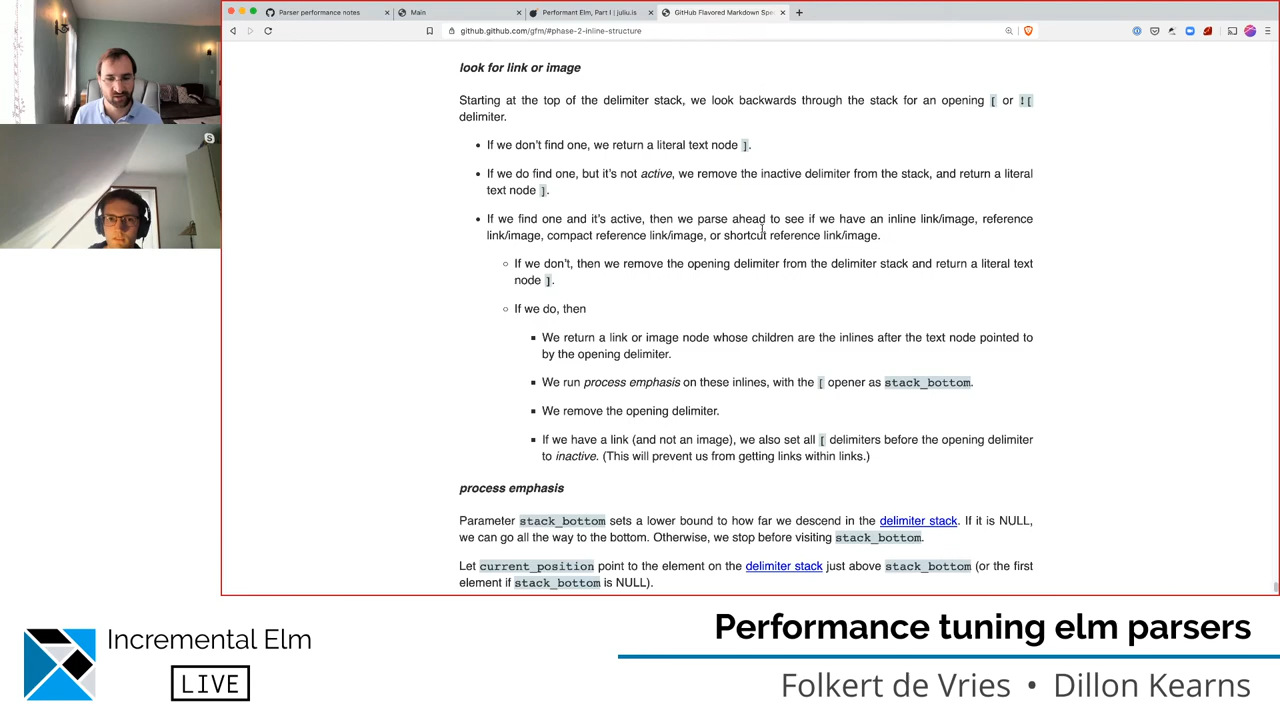 Parser performance notes
Main
Performant Elm, Part I | juliu.is
GitHub Flavored Markdown Spe
github.github.com/gfm/#phase-2-inline-structure
look for link or image
Starting at the top of the delimiter stack, we look backwards through the stack for an opening [ or ![
delimiter.
• If we don't find one, we return a literal text node ].
• If we do find one, but it's not active, we remove the inactive delimiter from the stack, and return a literal
text node ].
• If we find one and it's active, then we parse ahead to see if we have an inline link/image, reference
link/image, compact reference link/image, or shortcut reference link/image.
◦ If we don't, then we remove the opening delimiter from the delimiter stack and return a literal text
node ].
◦ If we do, then
▪ We return a link or image node whose children are the inlines after the text node pointed to
by the opening delimiter.
▪ We run process emphasis on these inlines, with the [ opener as stack_bottom.
▪ We remove the opening delimiter.
▪ If we have a link (and not an image), we also set all [ delimiters before the opening delimiter
to inactive. (This will prevent us from getting links within links.)
process emphasis
Parameter stack_bottom sets a lower bound to how far we descend in the delimiter stack. If it is NULL,
we can go all the way to the bottom. Otherwise, we stop before visiting stack_bottom.
Let current_position point to the element on the delimiter stack just above stack_bottom (or the first
element if stack_bottom is NULL).
Incremental Elm
LIVE
Performance tuning elm parsers
Folkert de Vries • Dillon Kearns